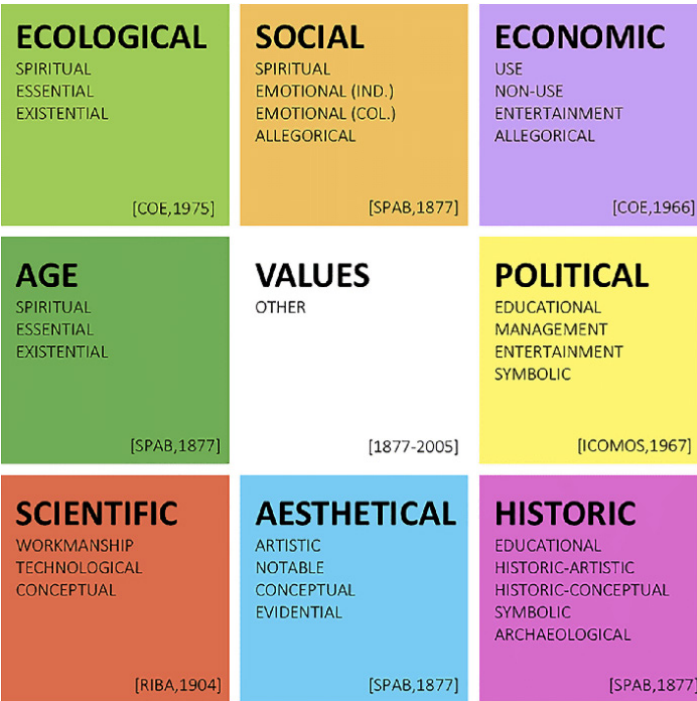 ECOLOGICAL
SPIRITUAL
ESSENTIAL
EXISTENTIAL
[COE,1975]
SOCIAL
SPIRITUAL
EMOTIONAL (IND.)
EMOTIONAL (COL.)
ALLEGORICAL
[SPAB,1877]
ECONOMIC
USE
NON-USE
ENTERTAINMENT
ALLEGORICAL
[COE,1966]
AGE
SPIRITUAL
ESSENTIAL
EXISTENTIAL
[SPAB,1877]
VALUES
OTHER
[1877-2005]
POLITICAL
EDUCATIONAL
MANAGEMENT
ENTERTAINMENT
SYMBOLIC
[ICOMOS,1967]
SCIENTIFIC
WORKMANSHIP
TECHNOLOGICAL
CONCEPTUAL
[RIBA,1904]
AESTHETICAL
ARTISTIC
NOTABLE
CONCEPTUAL
EVIDENTIAL
[SPAB,1877]
HISTORIC
EDUCATIONAL
HISTORIC-ARTISTIC
HISTORIC-CONCEPTUAL
SYMBOLIC
ARCHAEOLOGICAL
[SPAB,1877]